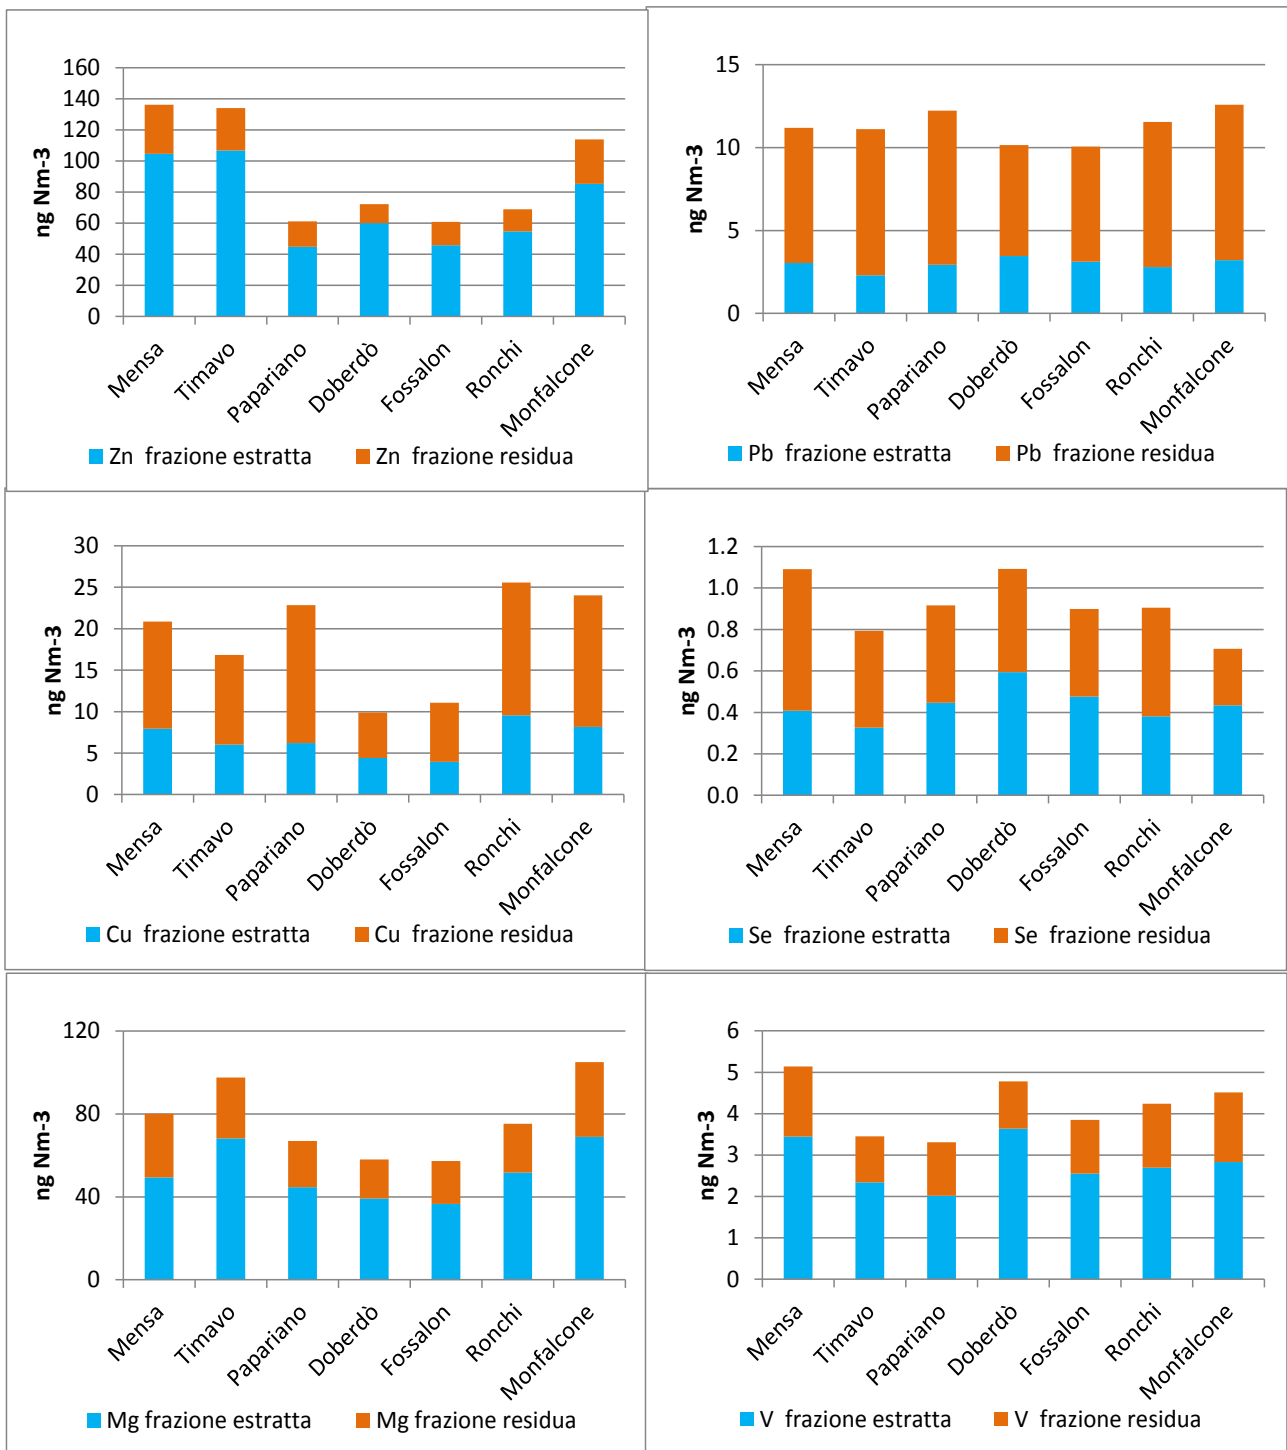 160
140
120
100
80
60
40
20
0
ng Nm-3
Mensa
Timavo
Papariano
Doberdò
Fossalon
Ronchi
Monfalcone
Zn frazione estratta Zn frazione residua
15
10
5
0
ng Nm-3
Mensa
Timavo
Papariano
Doberdò
Fossalon
Ronchi
Monfalcone
Pb frazione estratta Pb frazione residua
30
25
20
15
10
5
0
ng Nm-3
Mensa
Timavo
Papariano
Doberdò
Fossalon
Ronchi
Monfalcone
Cu frazione estratta Cu frazione residua
1.2
1.0
0.8
0.6
0.4
0.2
0.0
ng Nm-3
Mensa
Timavo
Papariano
Doberdò
Fossalon
Ronchi
Monfalcone
Se frazione estratta Se frazione residua
120
80
40
0
ng Nm-3
Mensa
Timavo
Papariano
Doberdò
Fossalon
Ronchi
Monfalcone
Mg frazione estratta Mg frazione residua
6
5
4
3
2
1
0
ng Nm-3
Mensa
Timavo
Papariano
Doberdò
Fossalon
Ronchi
Monfalcone
V frazione estratta V frazione residua